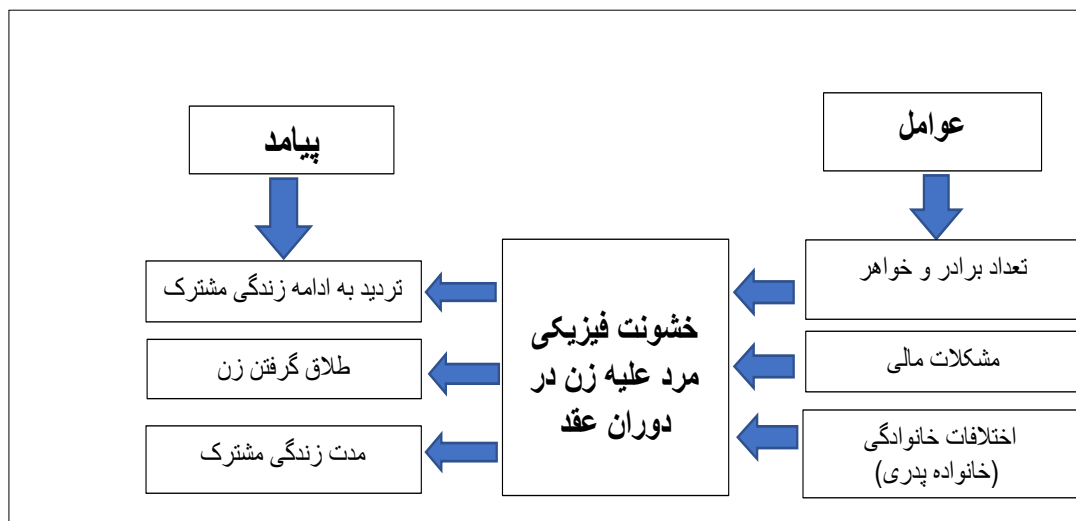 عوامل
پیامد
تعداد برادر و خواهر
مشکلات مالی
اختلافات خانوادگی
(خانواده پدری)
خشونت فیزیکی
مرد علیه زن در
دوران عقد
تردید به ادامه زندگی مشترک
طلاق گرفتن زن
مدت زندگی مشترک